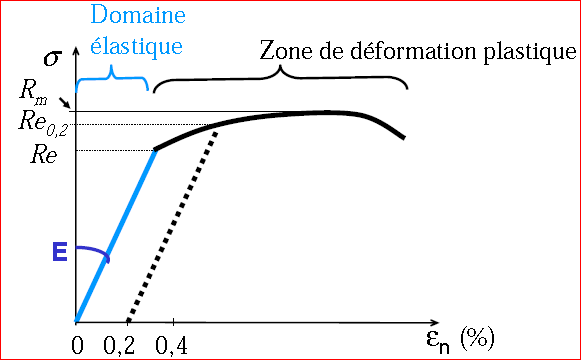 Domaine
élastique
Zone de déformation plastique
σ
Rm
Re0,2
Re
E
0 0,2 0,4
εn (%)